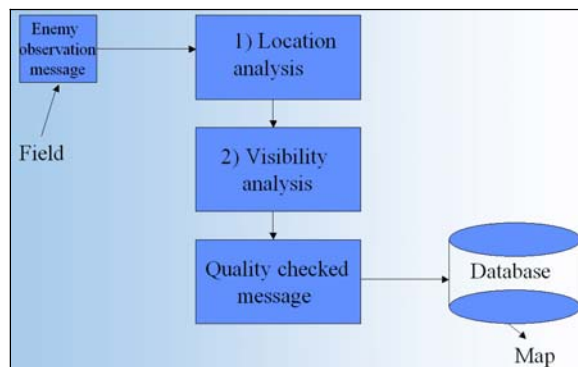 Enemy
observation
message
1) Location
analysis
Field
2) Visibility
analysis
Quality checked
message
Database
Map